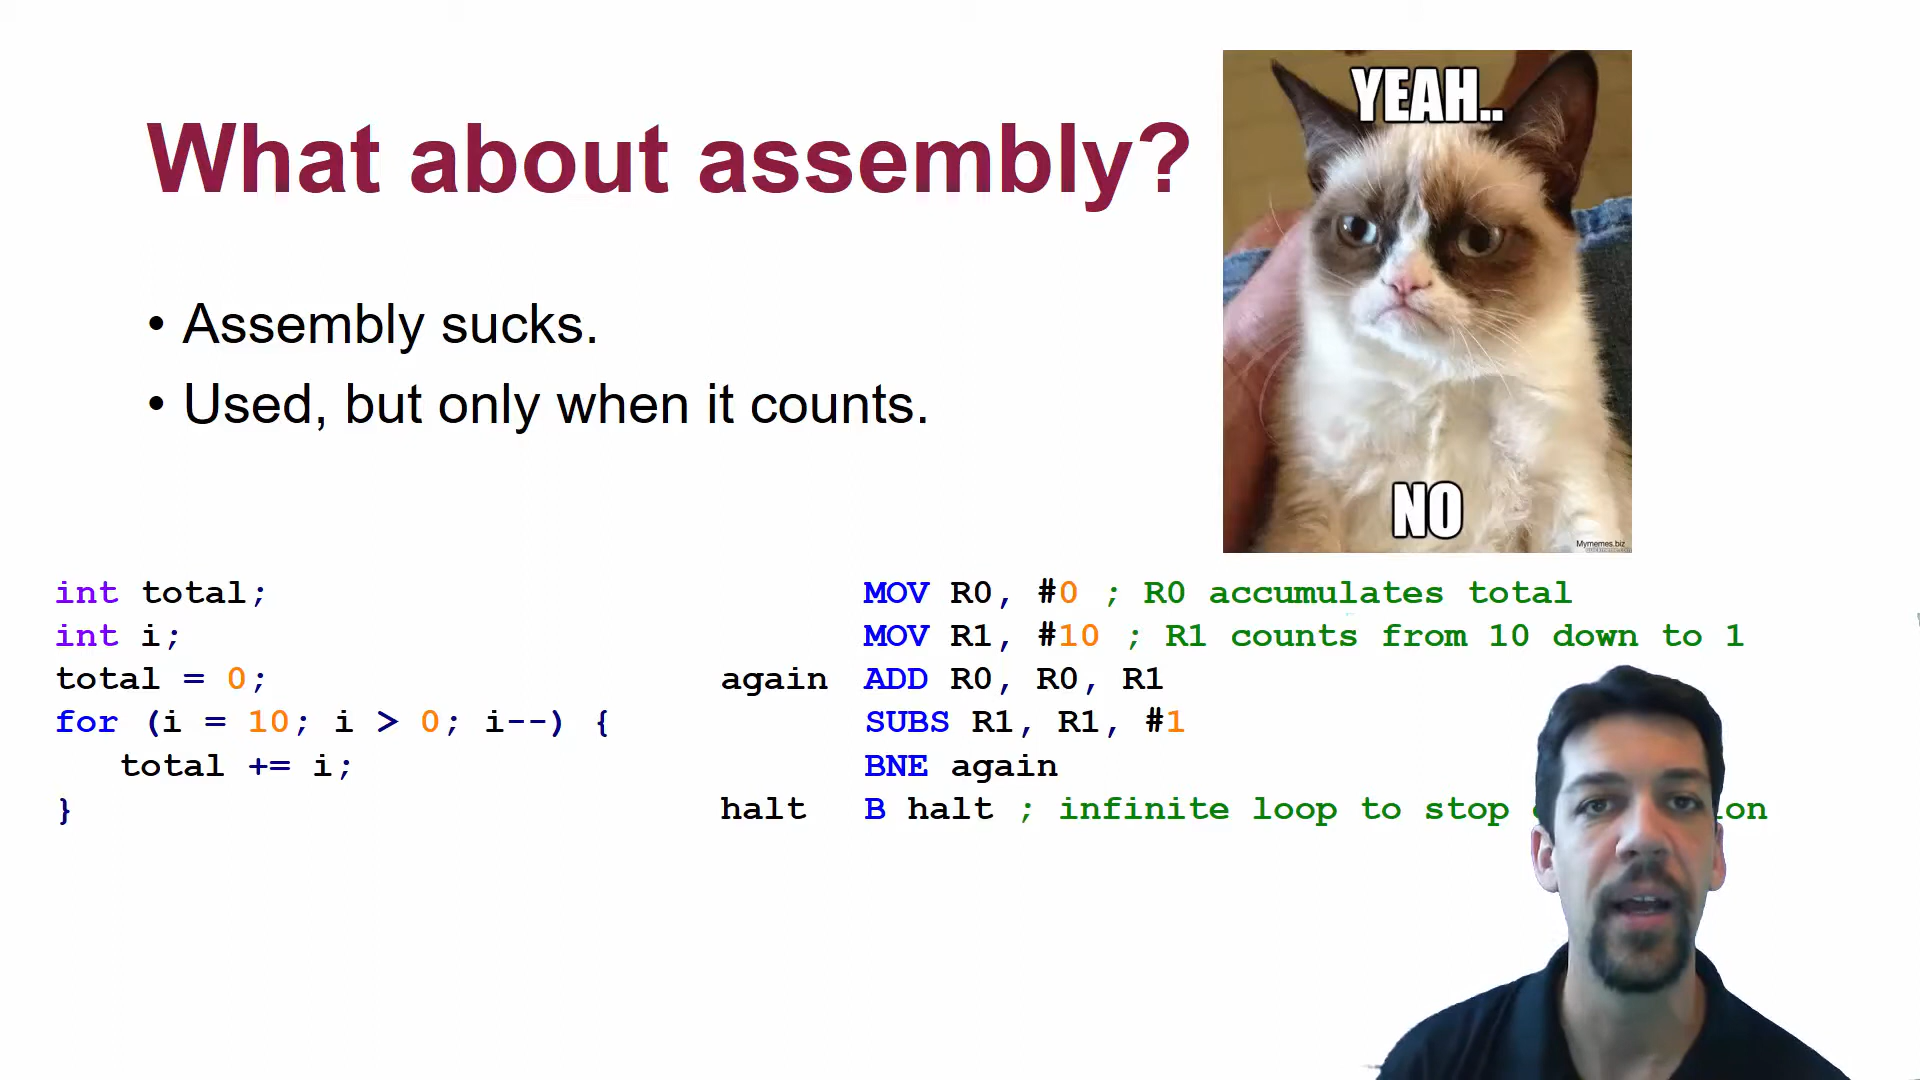 YEAH..
What about assembly?
• Assembly sucks.
• Used, but only when it counts.
NO
Mymemes.biz
int total;
int i;
total = 0;
for (i = 10; i > 0; i--) {
total += i;
}
MOV R0, #0 ; R0 accumulates total
MOV R1, #10 ; R1 counts from 10 down to 1
again ADD R0, R0, R1
SUBS R1, R1, #1
BNE again
halt B halt ; infinite loop to stop